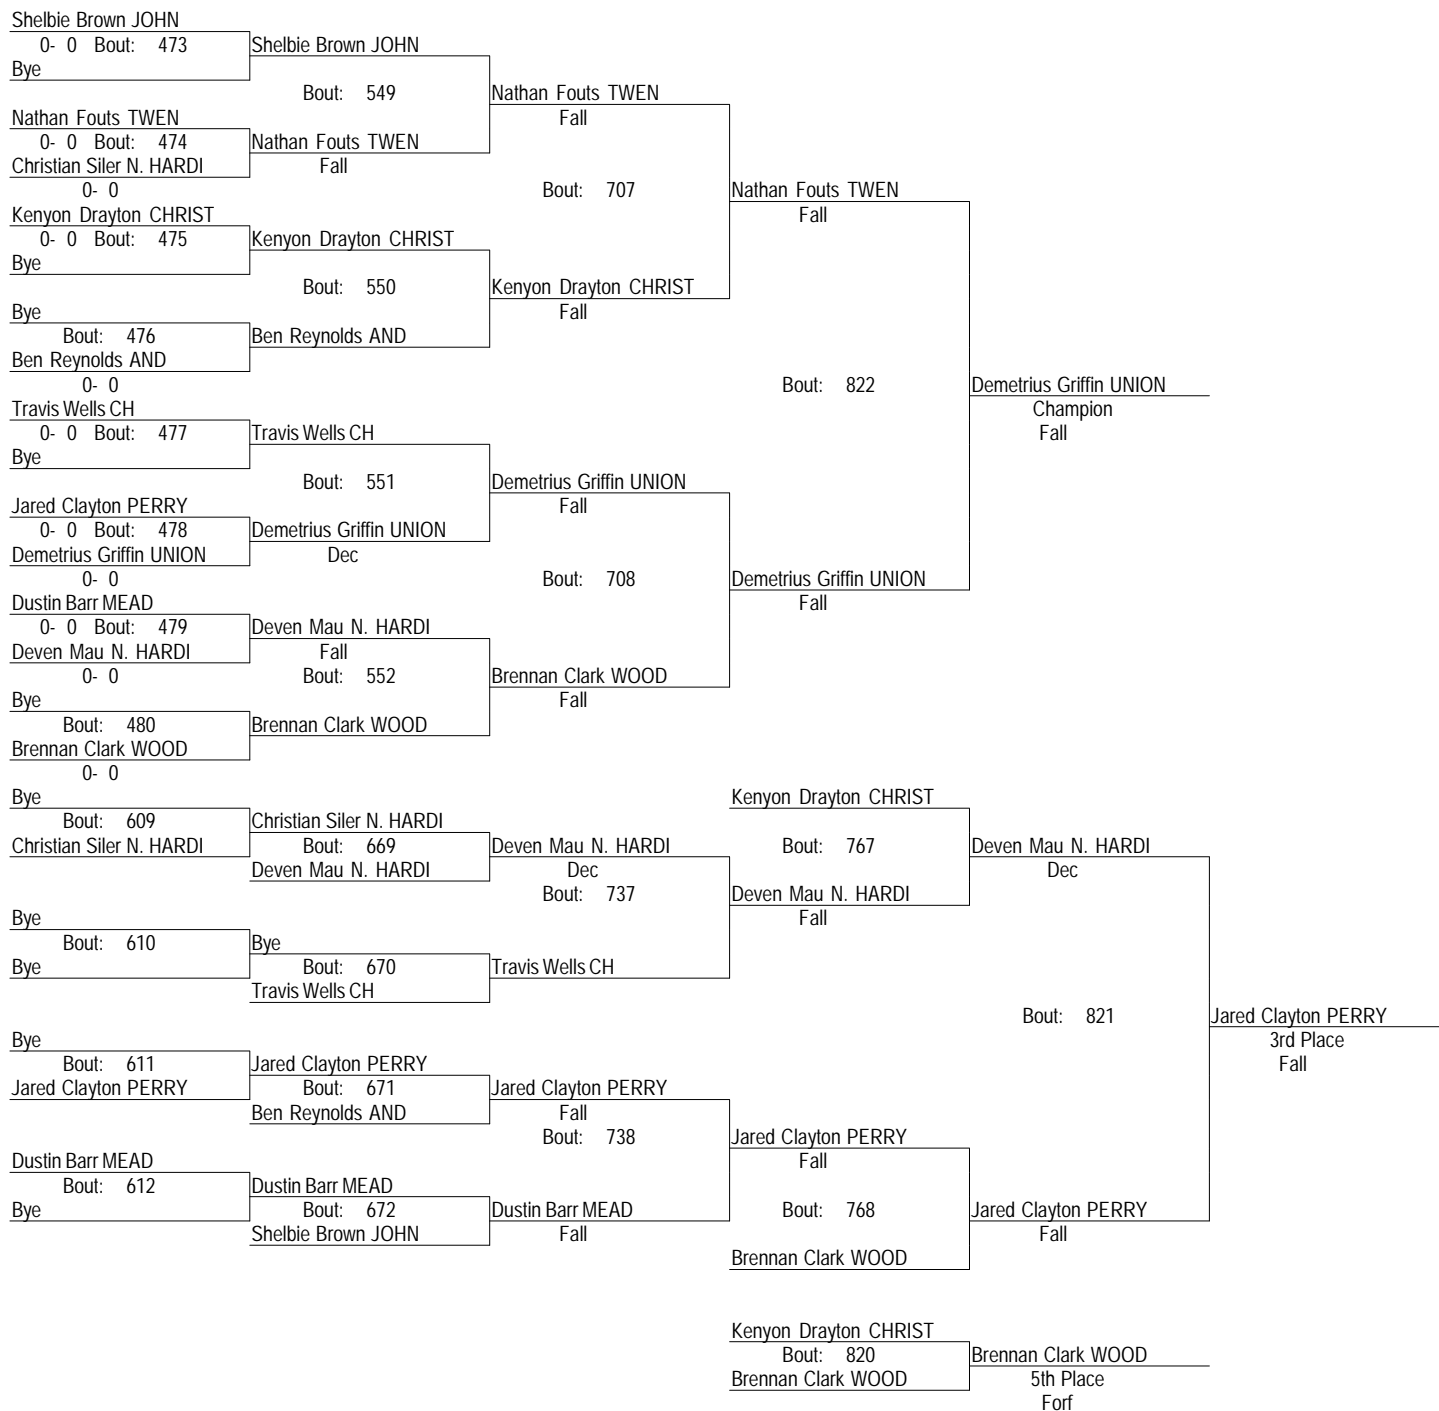 Shelbie Brown JOHN
0- 0 Bout: 473
Bye
Shelbie Brown JOHN
Bout: 549
Nathan Fouts TWEN
0- 0 Bout: 474
Christian Siler N. HARDI
0- 0
Nathan Fouts TWEN
Fall
Nathan Fouts TWEN
Fall
Bout: 707
Kenyon Drayton CHRIST
0- 0 Bout: 475
Bye
Kenyon Drayton CHRIST
Bout: 550
Bye
Bout: 476
Ben Reynolds AND
0- 0
Ben Reynolds AND
Kenyon Drayton CHRIST
Fall
Nathan Fouts TWEN
Fall
Bout: 822
Travis Wells CH
0- 0 Bout: 477
Bye
Travis Wells CH
Bout: 551
Jared Clayton PERRY
0- 0 Bout: 478
Demetrius Griffin UNION
0- 0
Demetrius Griffin UNION
Dec
Demetrius Griffin UNION
Fall
Bout: 708
Dustin Barr MEAD
0- 0 Bout: 479
Deven Mau N. HARDI
0- 0
Deven Mau N. HARDI
Fall
Bout: 552
Bye
Bout: 480
Brennan Clark WOOD
0- 0
Brennan Clark WOOD
Brennan Clark WOOD
Fall
Demetrius Griffin UNION
Fall
Demetrius Griffin UNION
Champion
Fall
Bye
Bout: 609
Christian Siler N. HARDI
Christian Siler N. HARDI
Bout: 669
Deven Mau N. HARDI
Deven Mau N. HARDI
Dec
Bout: 737
Bye
Bout: 610
Bye
Bye
Bout: 670
Travis Wells CH
Travis Wells CH
Kenyon Drayton CHRIST
Bout: 767
Deven Mau N. HARDI
Fall
Deven Mau N. HARDI
Dec
Bout: 821
Bye
Bout: 611
Jared Clayton PERRY
Jared Clayton PERRY
Bout: 671
Ben Reynolds AND
Jared Clayton PERRY
Fall
Bout: 738
Dustin Barr MEAD
Bout: 612
Bye
Dustin Barr MEAD
Bout: 672
Shelbie Brown JOHN
Dustin Barr MEAD
Fall
Jared Clayton PERRY
Fall
Bout: 768
Brennan Clark WOOD
Jared Clayton PERRY
Fall
Jared Clayton PERRY
3rd Place
Fall
Kenyon Drayton CHRIST
Bout: 820
Brennan Clark WOOD
Brennan Clark WOOD
5th Place
Forf